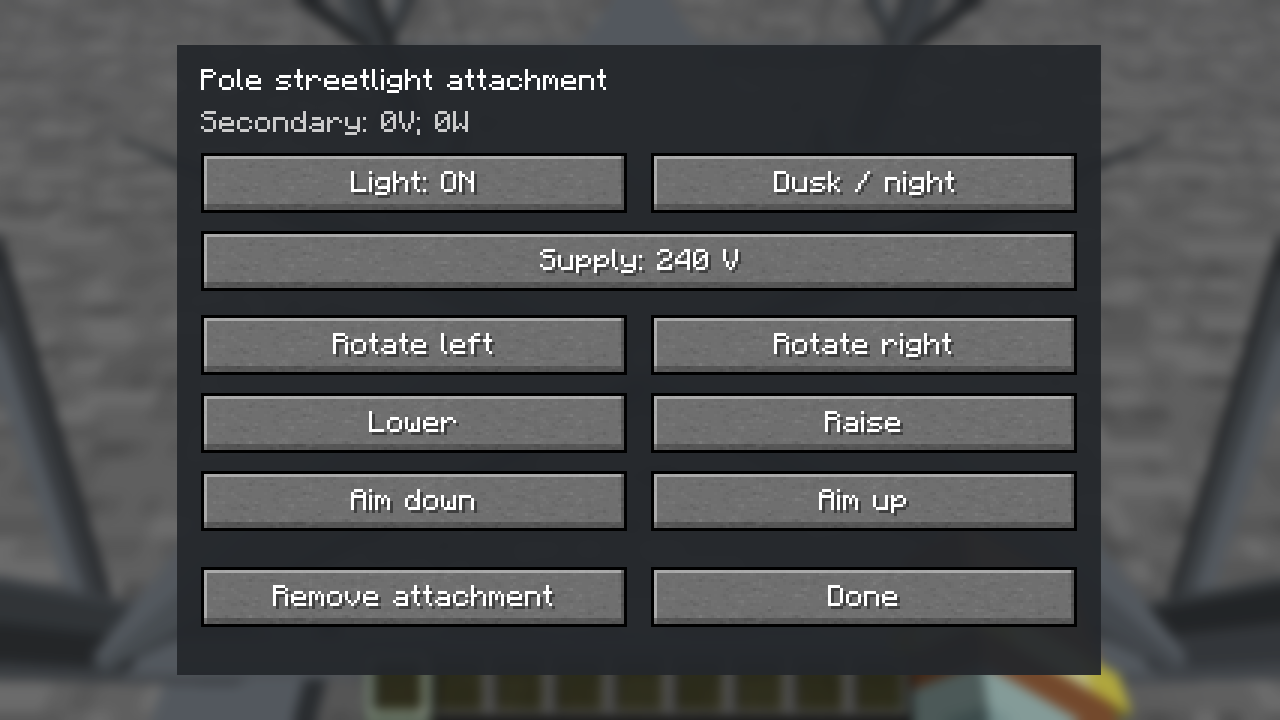 Pole streetlight attachment
Secondary: 0V; 0W
Light: ON
Dusk / night
Supply: 240 V
Rotate left
Rotate right
Lower
Raise
Aim down
Aim up
Remove attachment
Done